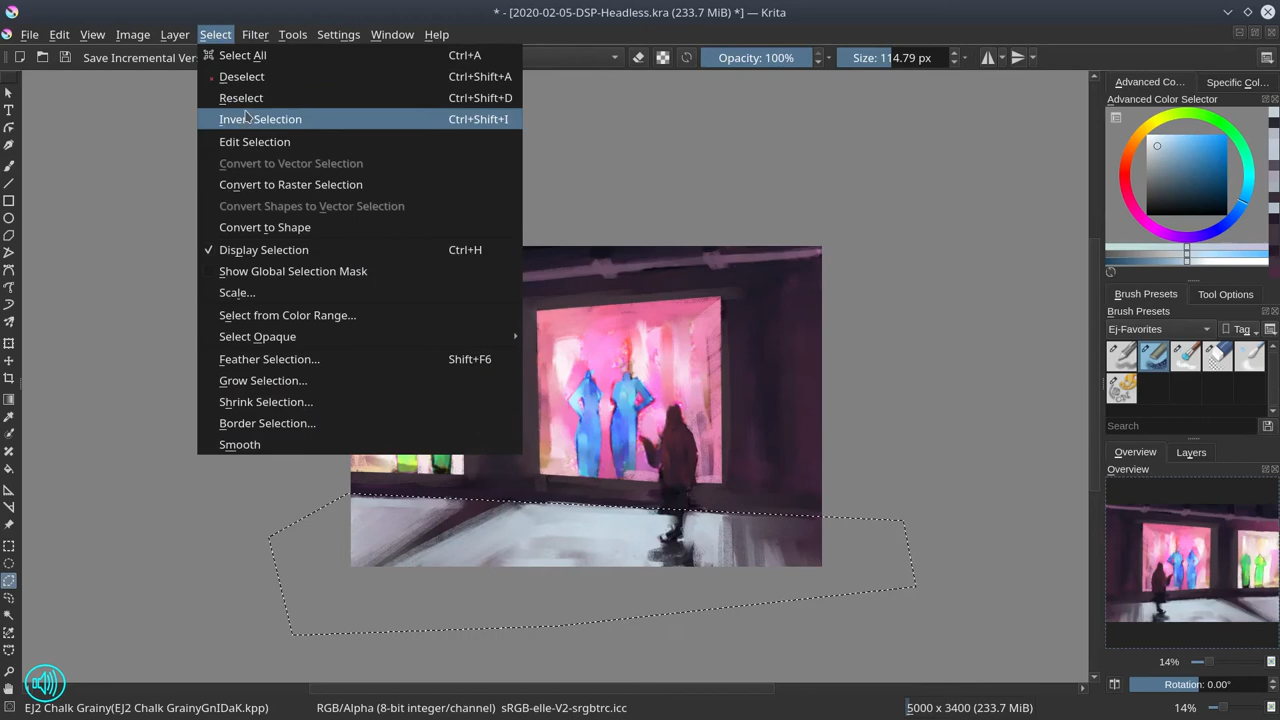 * - [2020-02-05-DSP-Headless.kra (233.7 MiB) *] — Krita
File Edit View Image Layer Select Filter Tools Settings Window Help
Save Incremental Ver
Opacity: 100%
Size: 114.79 px
Select All Ctrl+A
Deselect Ctrl+Shift+A
Reselect Ctrl+Shift+D
Invert Selection Ctrl+Shift+I
Edit Selection
Convert to Vector Selection
Convert to Raster Selection
Convert Shapes to Vector Selection
Convert to Shape
Display Selection Ctrl+H
Show Global Selection Mask
Scale...
Select from Color Range...
Select Opaque
Feather Selection... Shift+F6
Grow Selection...
Shrink Selection...
Border Selection...
Smooth
Advanced Co... Specific Col...
Advanced Color Selector
Brush Presets Tool Options
Brush Presets
Ej-Favorites Tag
Search
Overview Layers
Overview
14%
Rotation: 0.00°
EJ2 Chalk Grainy(EJ2 Chalk GrainyGnIDaK.kpp) RGB/Alpha (8-bit integer/channel) sRGB-elle-V2-srgbtrc.icc 5000 x 3400 (233.7 MiB) 14%